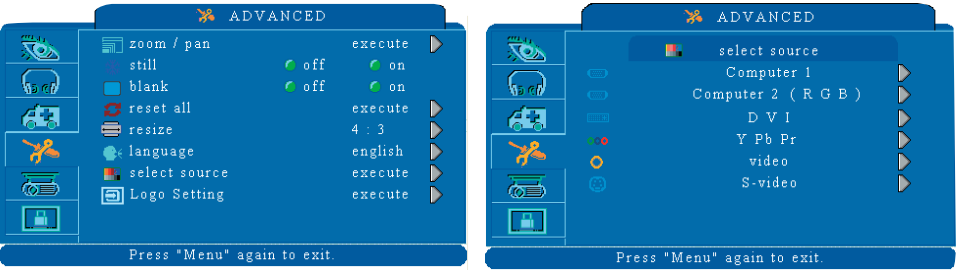 ADVANCED
zoom / pan execute
still off on
blank off on
reset all execute
resize 4 : 3
language english
select source execute
Logo Setting execute
Press "Menu" again to exit.
ADVANCED
select source
Computer 1
Computer 2 ( R G B )
D V I
Y Pb Pr
video
S-video
Press "Menu" again to exit.